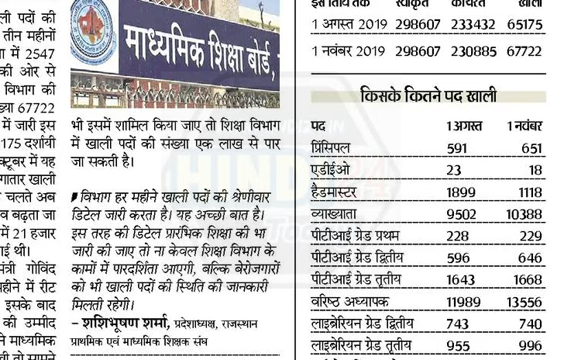 ली पदों की
तीन महीनों
में 2547
की ओर से
विभाग की
ख्या 67722
में जारी इस
175 दर्शायी
क्टूबर में यह
गातार खाली
चलते अब
व बढ़ता जा
में 21 हजार
ई थी।
मंत्री गोविंद
हीने में रीट
इसके बाद
की उम्मीद
ने माध्यमिक
माध्यमिक शिक्षा बोर्ड,
भी इसमें शामिल किया जाए तो शिक्षा विभाग
में खाली पदों की संख्या एक लाख से पार
जा सकती है।
विभाग हर महीने खाली पदों की श्रेणीवार
डिटेल जारी करता है। यह अच्छी बात है।
इस तरह की डिटेल प्रारंभिक शिक्षा की भी
जारी की जाए तो ना केवल शिक्षा विभाग के
कामों में पारदर्शिता आएगी, बल्कि बेरोजगारों
को भी खाली पदों की स्थिति की जानकारी
मिलती रहेगी।
– शशिभूषण शर्मा, प्रदेशाध्यक्ष, राजस्थान
प्राथमिक एवं माध्यमिक शिक्षक संघ
इस तिथि तक स्वीकृत कार्यरत खाली
1 अगस्त 2019 298607 233432 65175
1 नवंबर 2019 298607 230885 67722
किसके कितने पद खाली
पद 1 अगस्त 1 नवंबर
प्रिंसिपल 591 651
एडीईओ 23 18
हैडमास्टर 1899 1118
व्याख्याता 9502 10388
पीटीआई ग्रेड प्रथम 228 229
पीटीआई ग्रेड द्वितीय 596 646
पीटीआई ग्रेड तृतीय 1643 1668
वरिष्ठ अध्यापक 11989 13556
लाइब्रेरियन ग्रेड द्वितीय 743 740
लाइब्रेरियन ग्रेड तृतीय 955 996